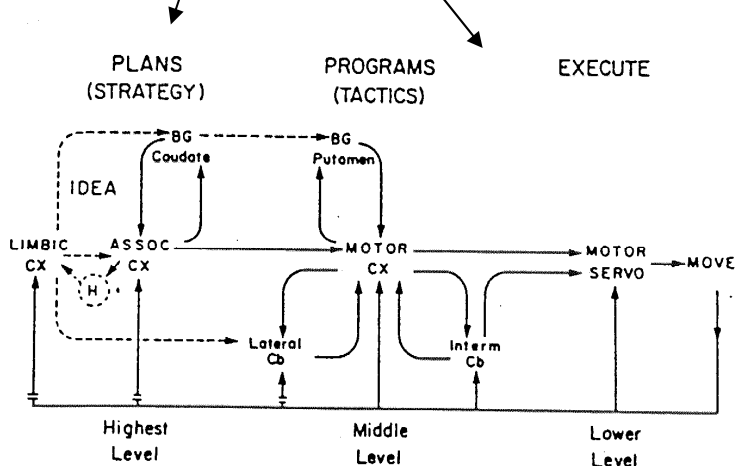 PLANS
(STRATEGY)
PROGRAMS
(TACTICS)
EXECUTE
BG
Caudate
BG
Putamen
IDEA
LIMBIC
CX
ASSOC
CX
MOTOR
CX
MOTOR
SERVO
MOVE
H
Lateral
Cb
Interm
Cb
Highest
Level
Middle
Level
Lower
Level